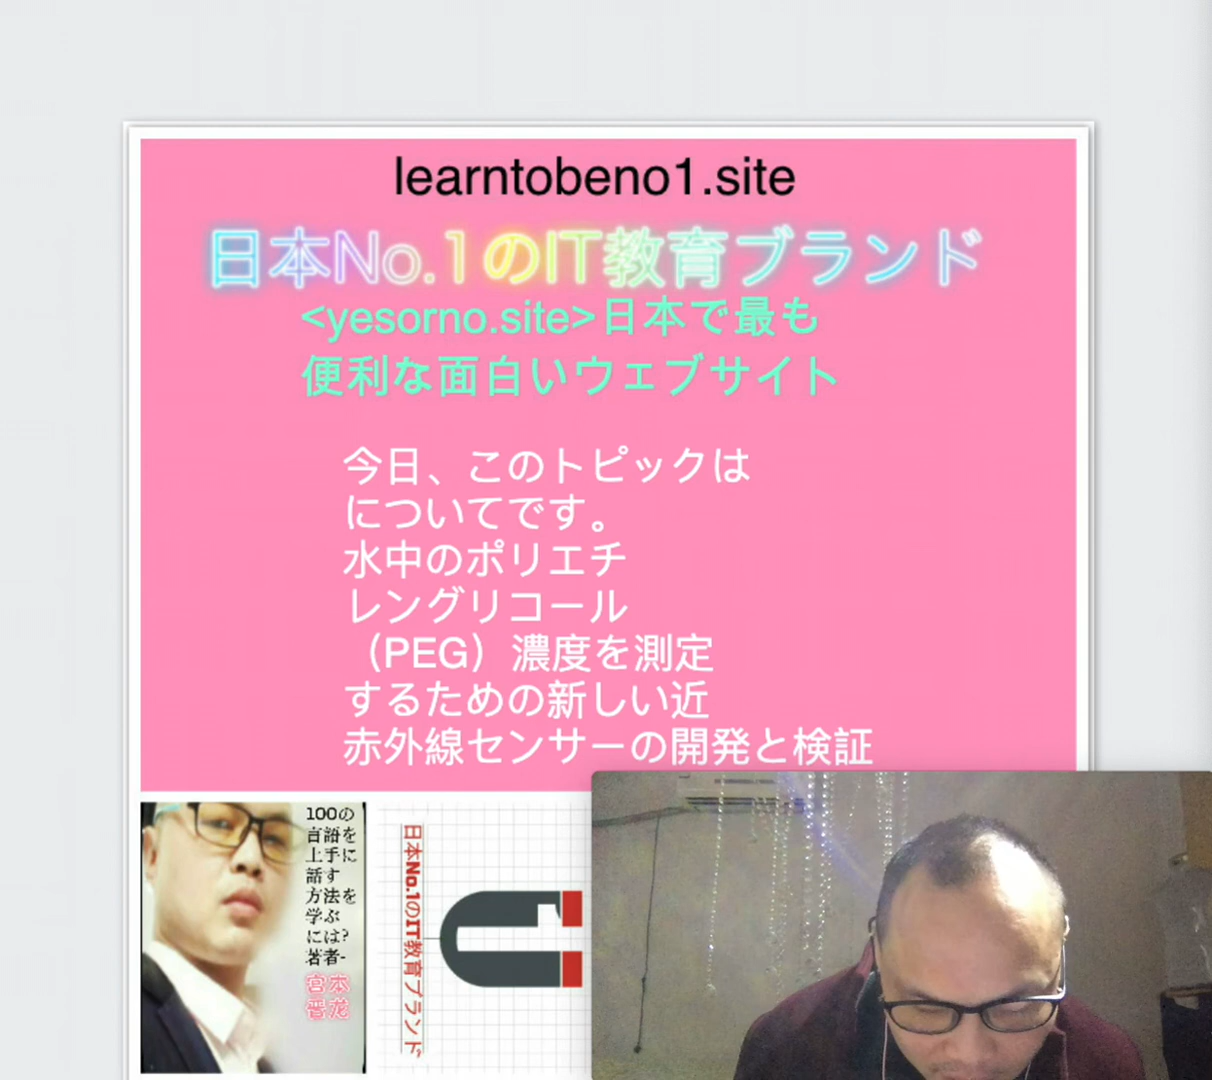 learntobeno1.site
日本No.1のIT教育ブランド
<yesorno.site>日本で最も
便利な面白いウェブサイト
今日、このトピックは
についてです。
水中のポリエチ
レングリコール
（PEG）濃度を測定
するための新しい近
赤外線センサーの開発と検証
100の
言語を
上手に
話す
方法を
学ぶ
には?
著者-
宮本
晋龙
日本No.1のIT教育ブランド